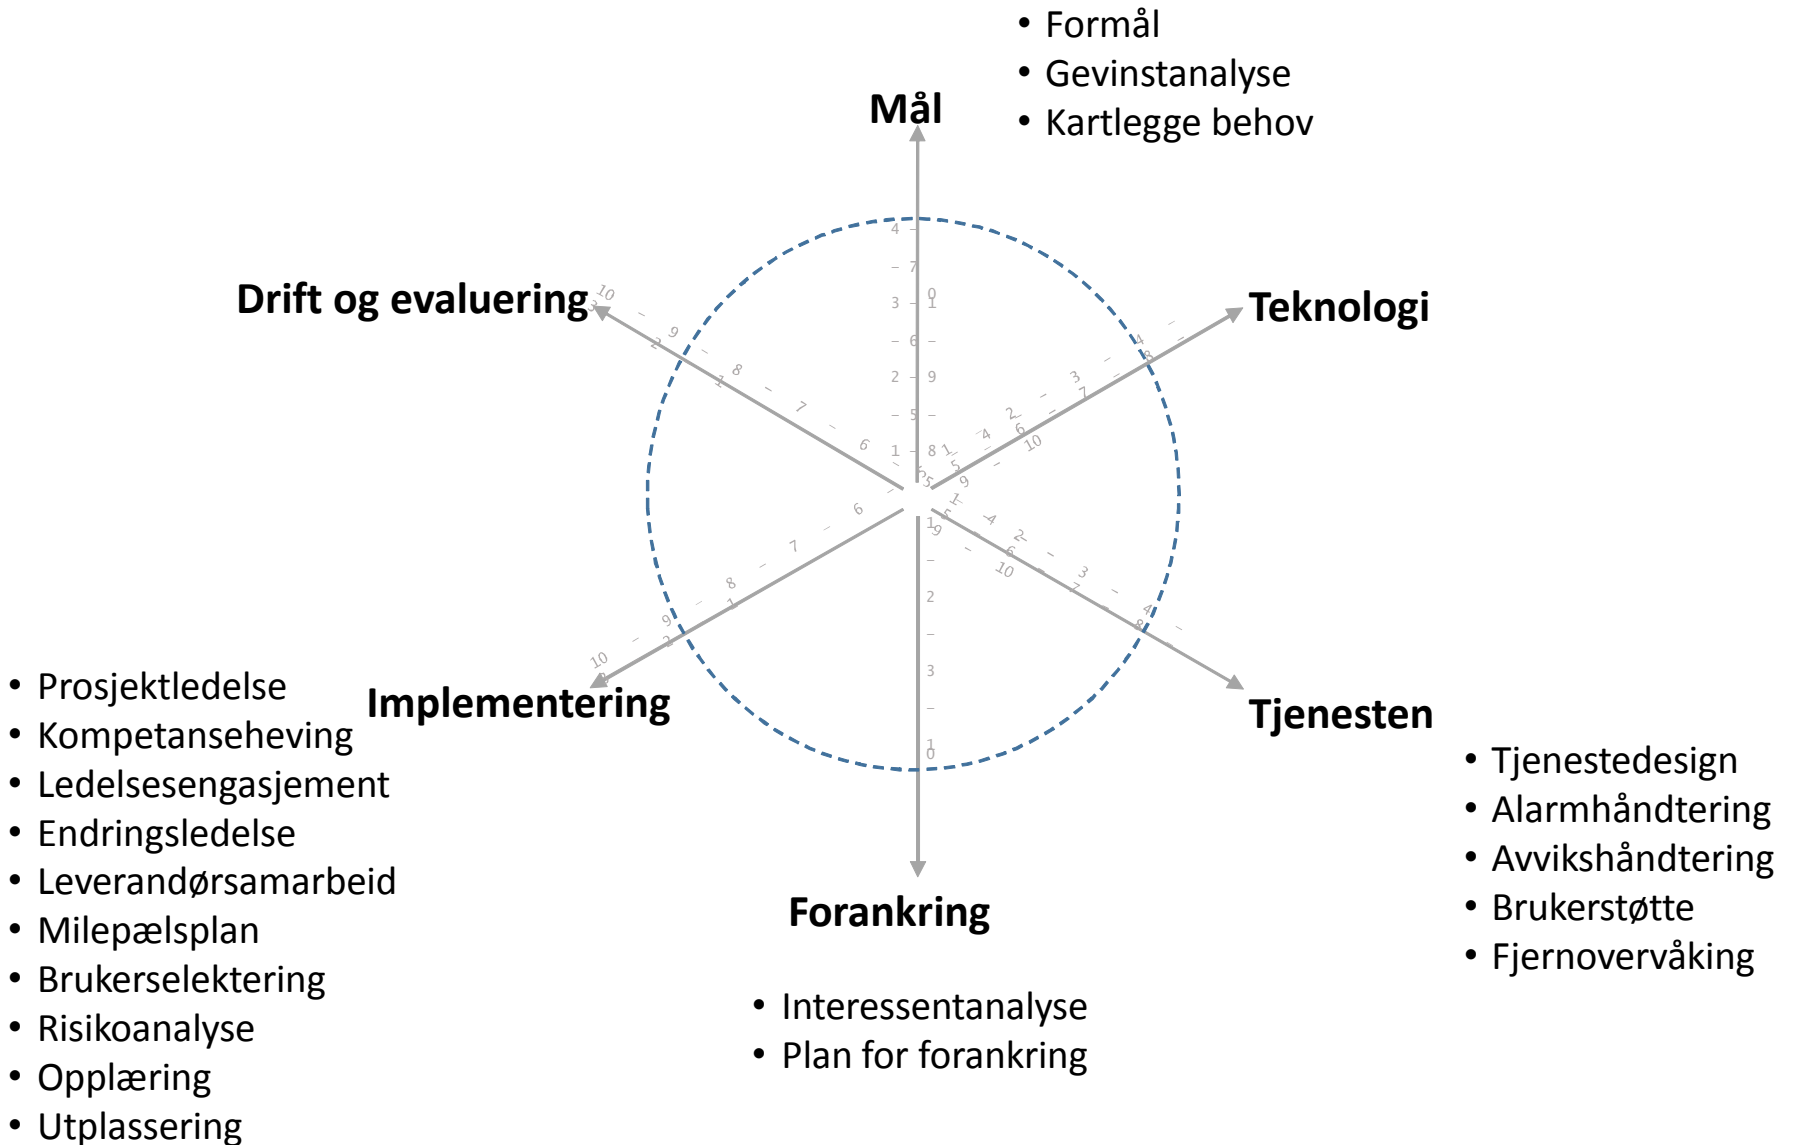 • Formål
• Gevinstanalyse
• Kartlegge behov
Mål
Drift og evaluering
Teknologi
Implementering
Tjenesten
• Prosjektledelse
• Kompetanseheving
• Ledelsesengasjement
• Endringsledelse
• Leverandørsamarbeid
• Milepælsplan
• Brukerselektering
• Risikoanalyse
• Opplæring
• Utplassering
• Tjenestedesign
• Alarmhåndtering
• Avvikshåndtering
• Brukerstøtte
• Fjernovervåking
Forankring
• Interessentanalyse
• Plan for forankring